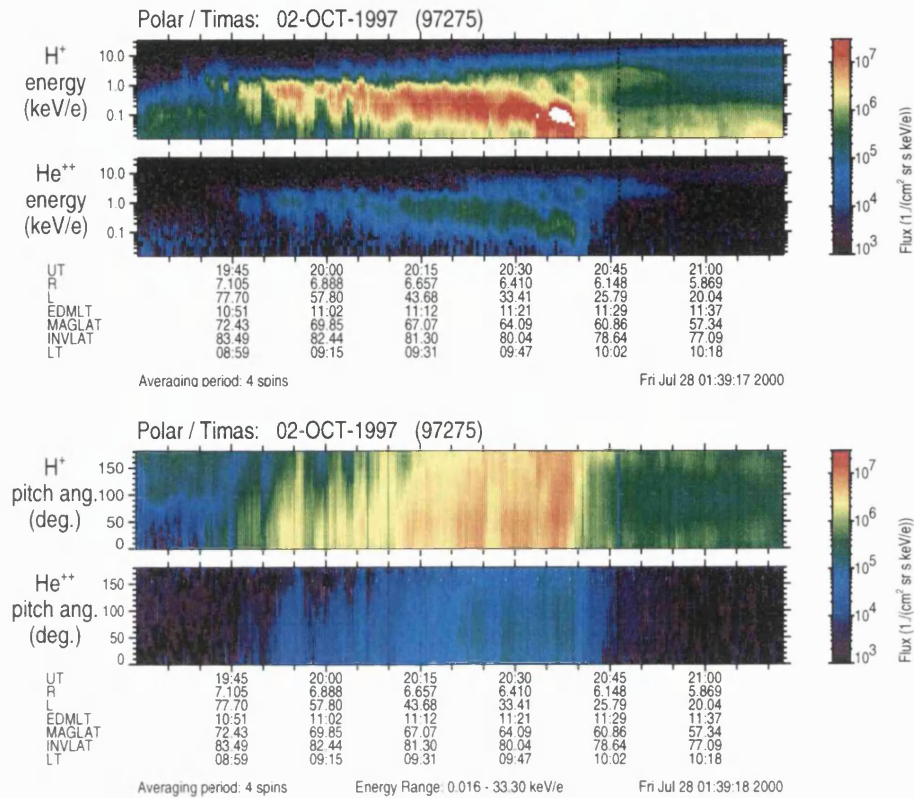 Polar / Timas: 02-OCT-1997 (97275)
H+
energy
(keV/e)
10.0
1.0
0.1
He++
energy
(keV/e)
10.0
1.0
0.1
10^7
10^6
10^5
10^4
10^3
Flux (1./(cm² sr s keV/e))
UT 19:45 20:00 20:15 20:30 20:45 21:00
R 7.105 6.888 6.657 6.410 6.148 5.869
L 77.70 57.80 43.68 33.41 25.79 20.04
EDMLT 10:51 11:02 11:12 11:21 11:29 11:37
MAGLAT 72.43 69.85 67.07 64.09 60.86 57.34
INVLAT 83.49 82.44 81.30 80.04 78.64 77.09
LT 08:59 09:15 09:31 09:47 10:02 10:18
Averaging period: 4 spins Fri Jul 28 01:39:17 2000
Polar / Timas: 02-OCT-1997 (97275)
H+
pitch ang.
(deg.)
150
100
50
0
He++
pitch ang.
(deg.)
150
100
50
0
10^7
10^6
10^5
10^4
10^3
Flux (1./(cm² sr s keV/e))
UT 19:45 20:00 20:15 20:30 20:45 21:00
R 7.105 6.888 6.657 6.410 6.148 5.869
L 77.70 57.80 43.68 33.41 25.79 20.04
EDMLT 10:51 11:02 11:12 11:21 11:29 11:37
MAGLAT 72.43 69.85 67.07 64.09 60.86 57.34
INVLAT 83.49 82.44 81.30 80.04 78.64 77.09
LT 08:59 09:15 09:31 09:47 10:02 10:18
Averaging period: 4 spins Energy Range: 0.016 - 33.30 keV/e Fri Jul 28 01:39:18 2000